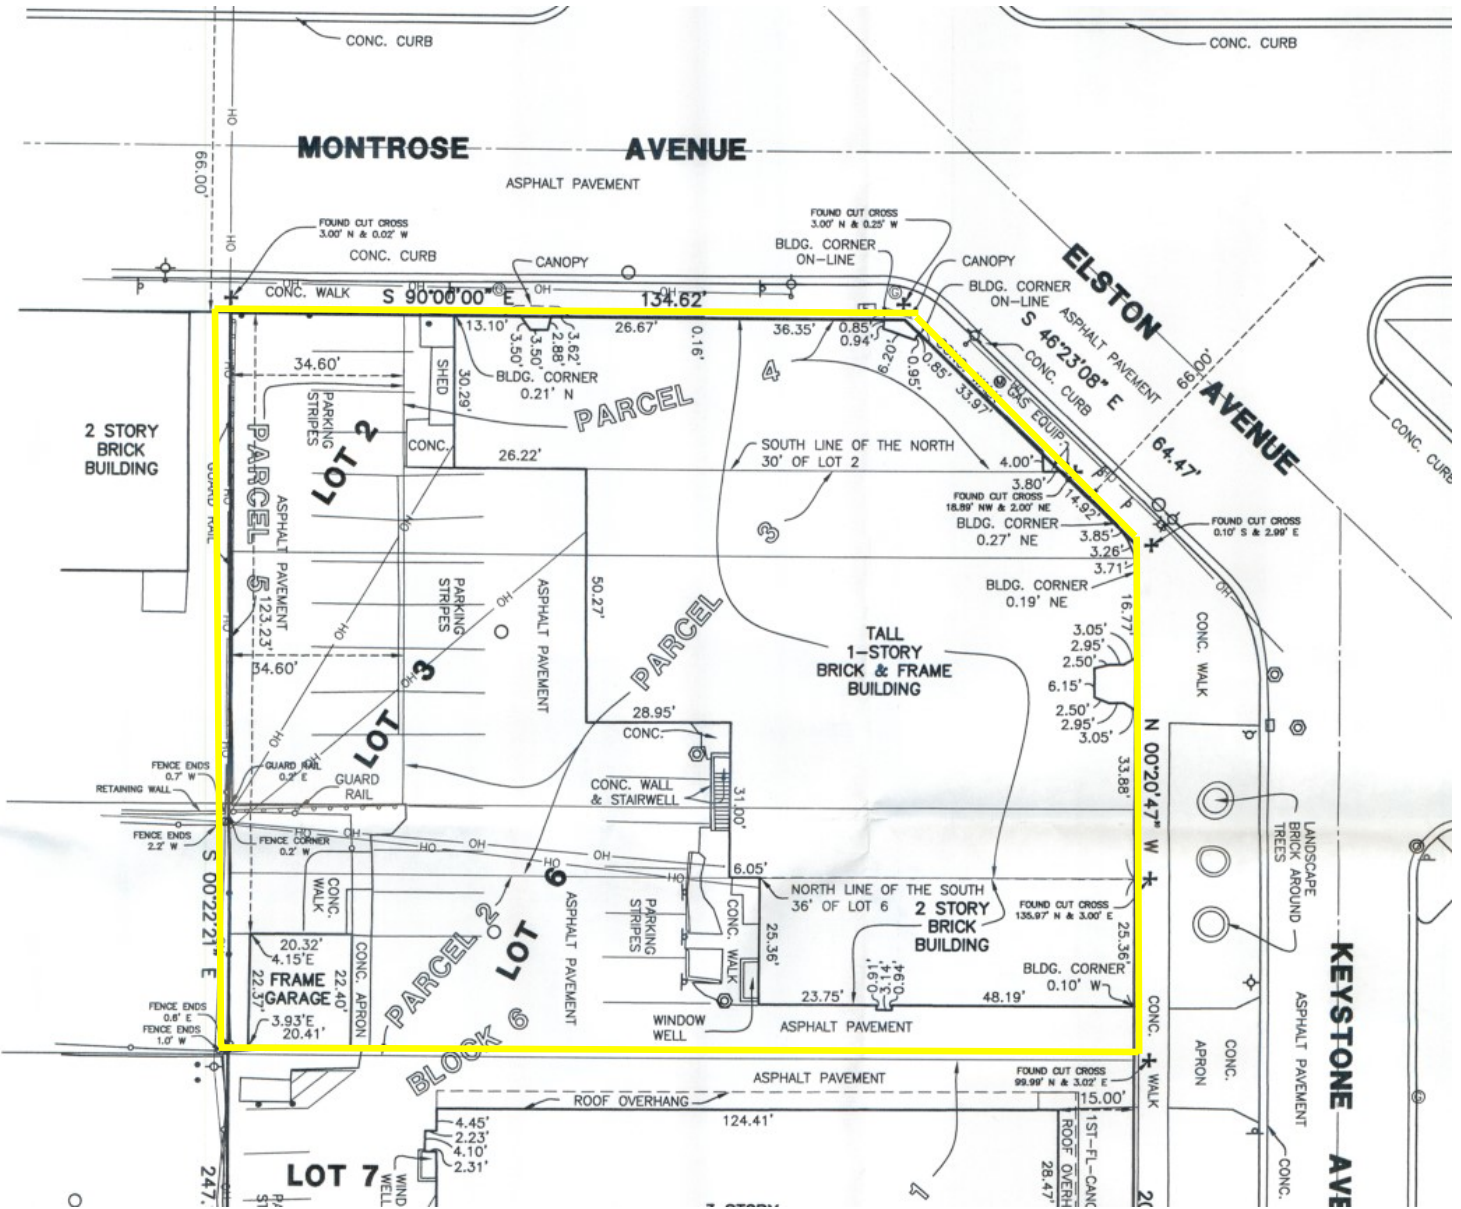 CONC. CURB
CONC. CURB
MONTROSE AVENUE
66.00'
ASPHALT PAVEMENT
FOUND CUT CROSS
3.00' N & 0.02' W
FOUND CUT CROSS
3.00' N & 0.25' W
CONC. CURB
CANOPY
BLDG. CORNER
ON-LINE
CANOPY
BLDG. CORNER
ON-LINE
ELSTON AVENUE
CONC. WALK
S 90°00'00" E
134.62'
S 46°23'08" E
64.47'
66.00'
ASPHALT PAVEMENT
CONC. CURB
CONC. CURB
13.10'
3.50'
3.50'
2.88'
3.62'
26.67'
0.16'
36.35'
0.85'
0.94'
6.20'
0.95'
0.85'
33.97'
GAS EQUIP.
34.60'
SHED
30.29'
BLDG. CORNER
0.21' N
PARCEL 4
PARKING
STRIPES
LOT 2
2 STORY
BRICK
BUILDING
GUARD RAIL
PARCEL 5
ASPHALT PAVEMENT
CONC.
26.22'
SOUTH LINE OF THE NORTH
30' OF LOT 2
4.00'
3.80'
FOUND CUT CROSS
18.89' NW & 2.00' NE
14.92'
BLDG. CORNER
0.27' NE
3.85'
3.26'
3.71'
FOUND CUT CROSS
0.10' S & 2.99' E
BLDG. CORNER
0.19' NE
16.77'
123.23'
34.60'
PARKING
STRIPES
ASPHALT PAVEMENT
50.27'
PARCEL 3
LOT 3
TALL
1-STORY
BRICK & FRAME
BUILDING
3.05'
2.95'
2.50'
6.15'
2.50'
2.95'
3.05'
CONC. WALK
28.95'
CONC.
N 00°20'47" W
33.88'
FENCE ENDS
0.7' W
GUARD RAIL
0.2' E
GUARD
RAIL
RETAINING WALL
CONC. WALL
& STAIRWELL
31.00'
FENCE ENDS
2.2' W
FENCE CORNER
0.2' W
LANDSCAPE
BRICK AROUND
TREES
S 00°22'21" E
CONC.
WALK
6.05'
NORTH LINE OF THE SOUTH
36' OF LOT 6
FOUND CUT CROSS
135.97' N & 3.00' E
LOT 6
PARCEL 2
ASPHALT PAVEMENT
PARKING
STRIPES
CONC. WALK
25.36'
2 STORY
BRICK
BUILDING
25.36'
20.32'
4.15'E
FRAME
GARAGE
22.37'
22.40'
CONC. APRON
3.93'E
20.41'
BLDG. CORNER
0.10' W
23.75'
0.91'
3.14'
0.94'
48.19'
FENCE ENDS
0.8' E
FENCE ENDS
1.0' W
WINDOW
WELL
ASPHALT PAVEMENT
CONC.
WALK
CONC.
APRON
ASPHALT PAVEMENT
KEYSTONE AVE
BLOCK 6
ASPHALT PAVEMENT
FOUND CUT CROSS
99.99' N & 3.02' E
ROOF OVERHANG
124.41'
15.00'
4.45'
2.23'
4.10'
2.31'
1
1ST-FL-CANO
ROOF OVERH
28.47'
CONC.
247.
LOT 7
WIND
WELL
3 STORY
20